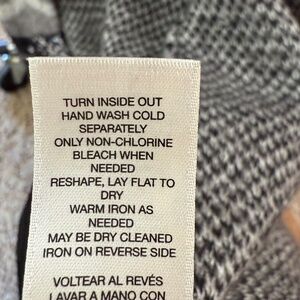 TURN INSIDE OUT
HAND WASH COLD
SEPARATELY
ONLY NON-CHLORINE
BLEACH WHEN
NEEDED
RESHAPE, LAY FLAT TO
DRY
WARM IRON AS
NEEDED
MAY BE DRY CLEANED
IRON ON REVERSE SIDE
VOLTEAR AL REVÉS
LAVAR A MANO CON